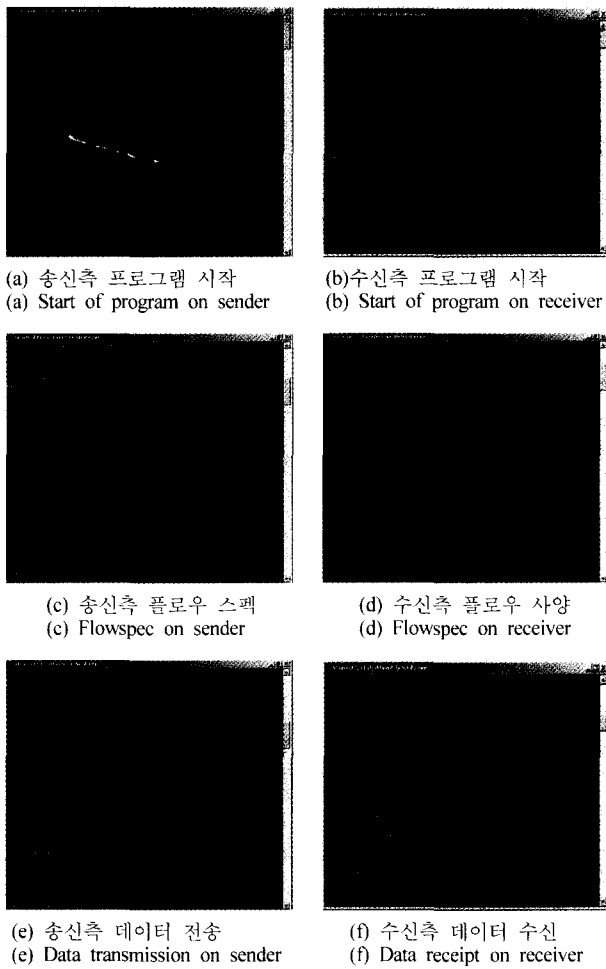 (a) 송신측 프로그램 시작
(a) Start of program on sender
(b)수신측 프로그램 시작
(b) Start of program on receiver
(c) 송신측 플로우 스펙
(c) Flowspec on sender
(d) 수신측 플로우 사양
(d) Flowspec on receiver
(e) 송신측 데이터 전송
(e) Data transmission on sender
(f) 수신측 데이터 수신
(f) Data receipt on receiver